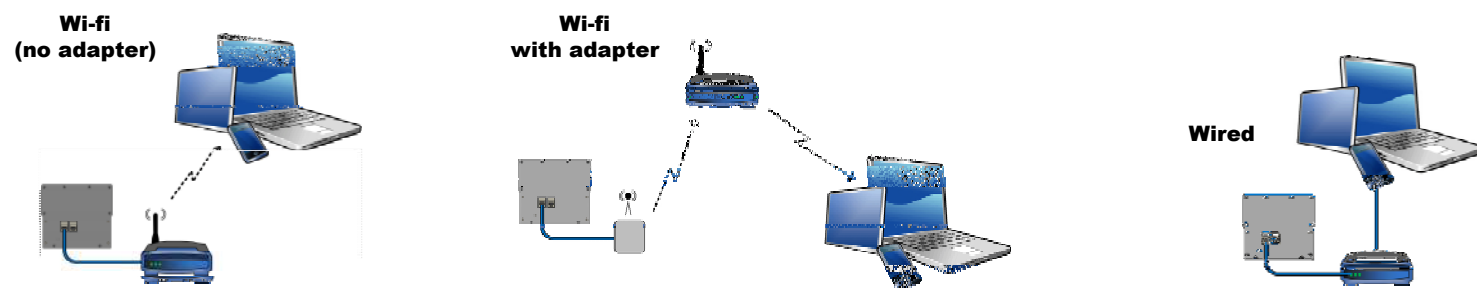 Wi-fi
(no adapter)
Wi-fi
with adapter
Wired